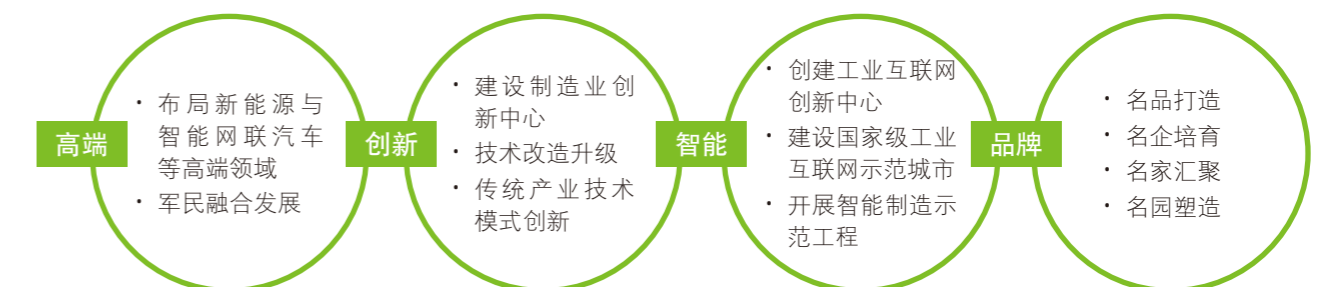 高端
· 布局新能源与
智能网联汽车
等高端领域
· 军民融合发展
创新
· 建设制造业创
新中心
· 技术改造升级
· 传统产业技术
模式创新
智能
· 创建工业互联网
创新中心
· 建设国家级工业
互联网示范城市
· 开展智能制造示
范工程
品牌
· 名品打造
· 名企培育
· 名家汇聚
· 名园塑造